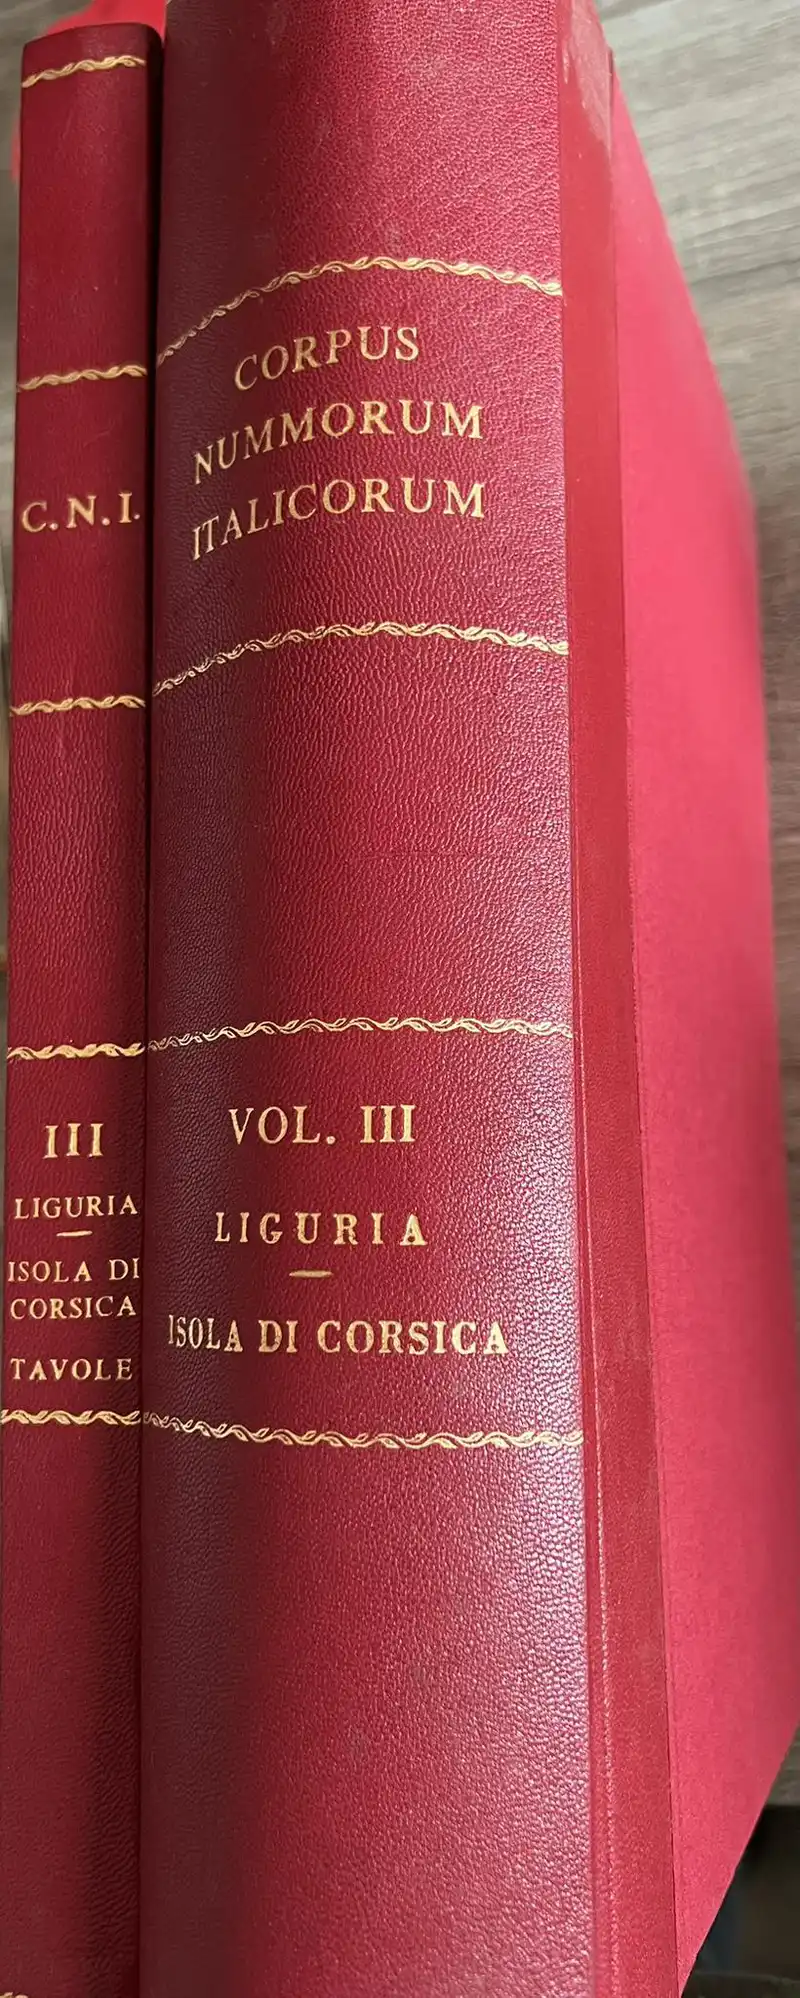 C.N.I.
III
LIGURIA
ISOLA DI
CORSICA
TAVOLE
CORPUS
NUMMORUM
ITALICORUM
VOL. III
LIGURIA
ISOLA DI CORSICA